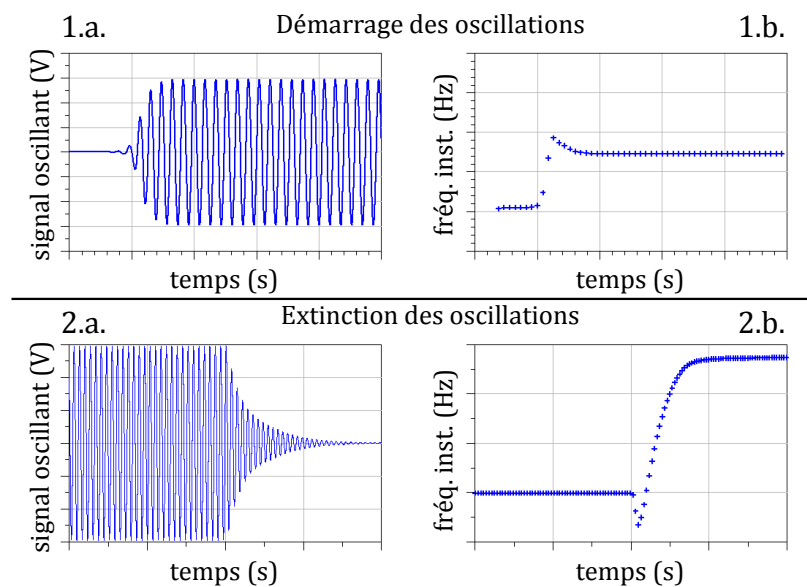 1.a.
Démarrage des oscillations
1.b.
signal oscillant (V)
temps (s)
fréq. inst. (Hz)
temps (s)
2.a.
Extinction des oscillations
2.b.
signal oscillant (V)
temps (s)
fréq. inst. (Hz)
temps (s)